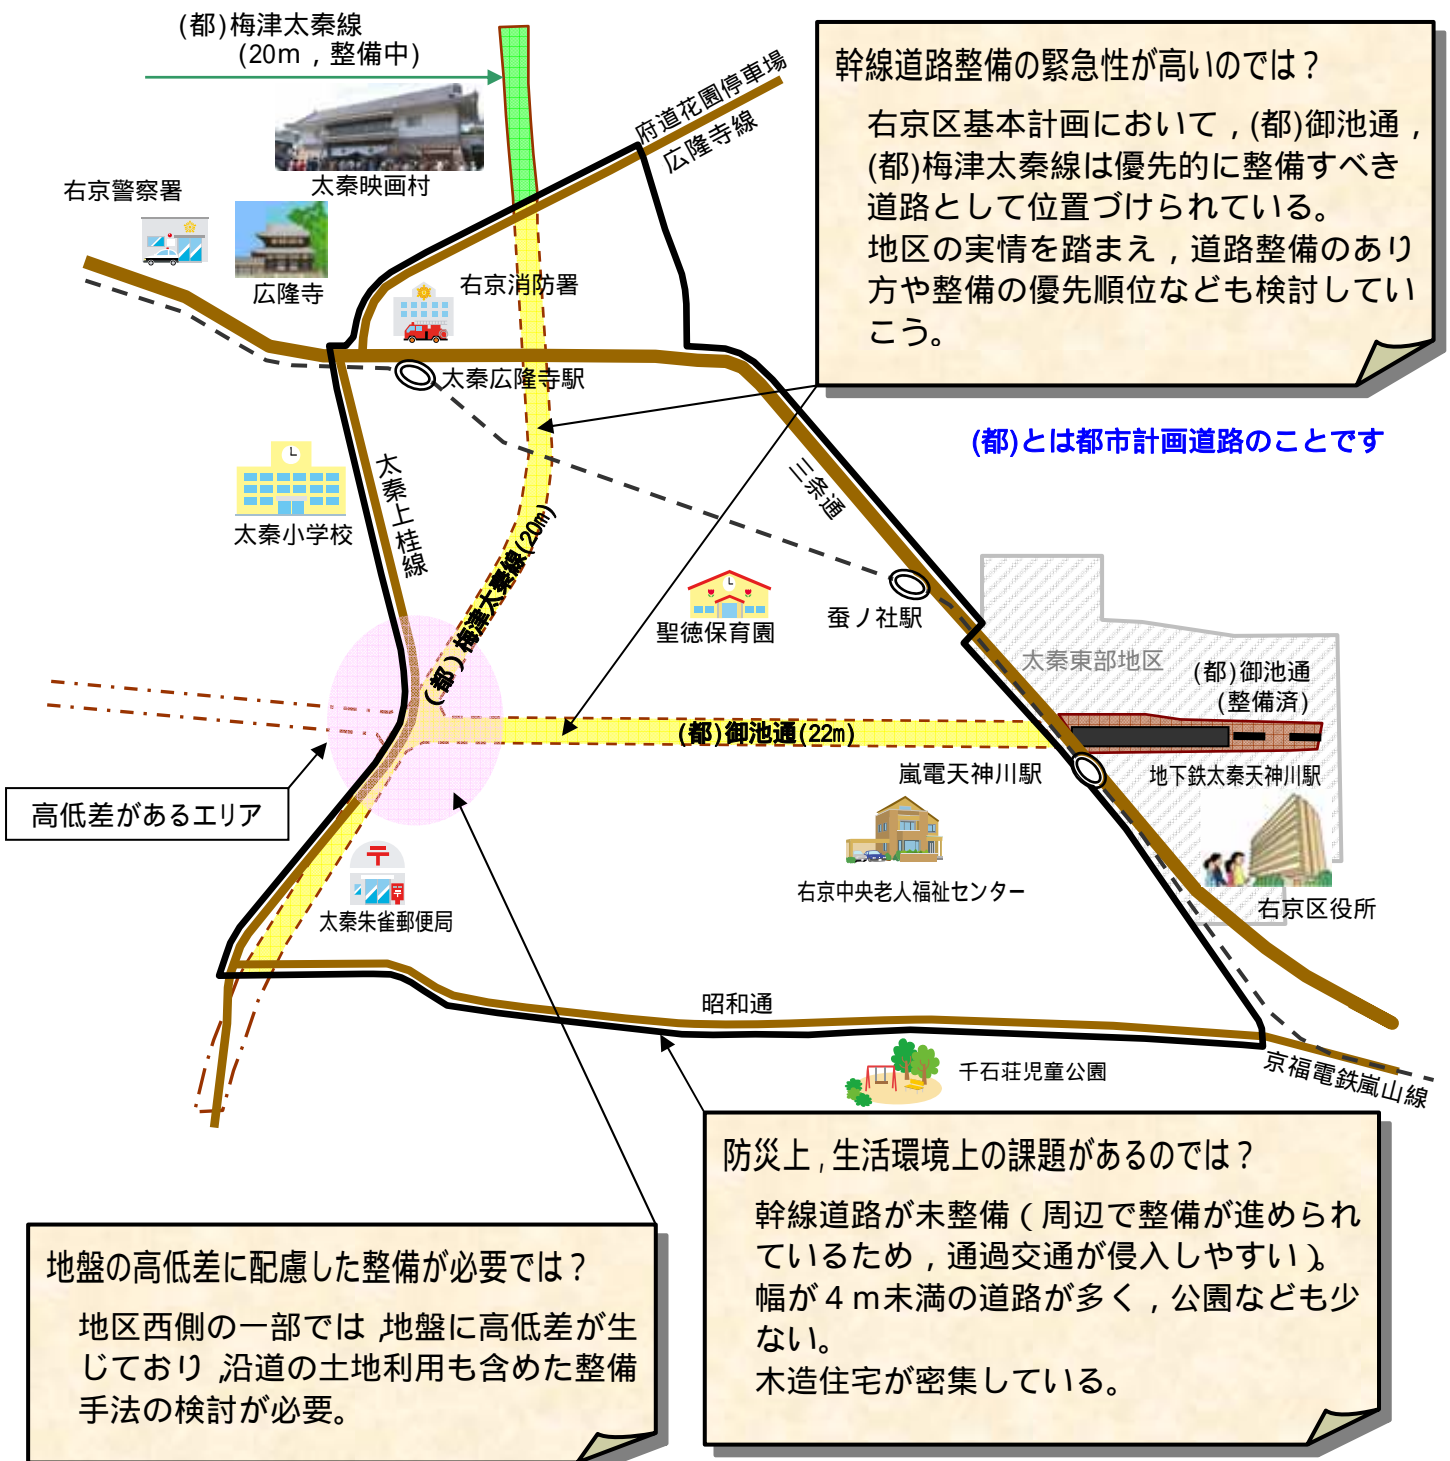 (都)梅津太秦線
(20m，整備中)
太秦映画村
右京警察署
広隆寺
府道花園停車場
広隆寺線
右京消防署
太秦広隆寺駅
幹線道路整備の緊急性が高いのでは？
右京区基本計画において，(都)御池通，
(都)梅津太秦線は優先的に整備すべき
道路として位置づけられている。
地区の実情を踏まえ，道路整備のあり
方や整備の優先順位なども検討してい
こう。
(都)とは都市計画道路のことです
太秦小学校
太秦上桂線
三条通
(都)梅津太秦線(20m)
聖徳保育園
蚕ノ社駅
太秦東部地区
(都)御池通
(整備済)
(都)御池通(22m)
嵐電天神川駅
地下鉄太秦天神川駅
高低差があるエリア
右京中央老人福祉センター
右京区役所
〒
太秦朱雀郵便局
昭和通
千石荘児童公園
京福電鉄嵐山線
防災上，生活環境上の課題があるのでは？
幹線道路が未整備（周辺で整備が進められ
ているため，通過交通が侵入しやすい）。
幅が４ｍ未満の道路が多く，公園なども少
ない。
木造住宅が密集している。
地盤の高低差に配慮した整備が必要では？
地区西側の一部では，地盤に高低差が生
じており，沿道の土地利用も含めた整備
手法の検討が必要。